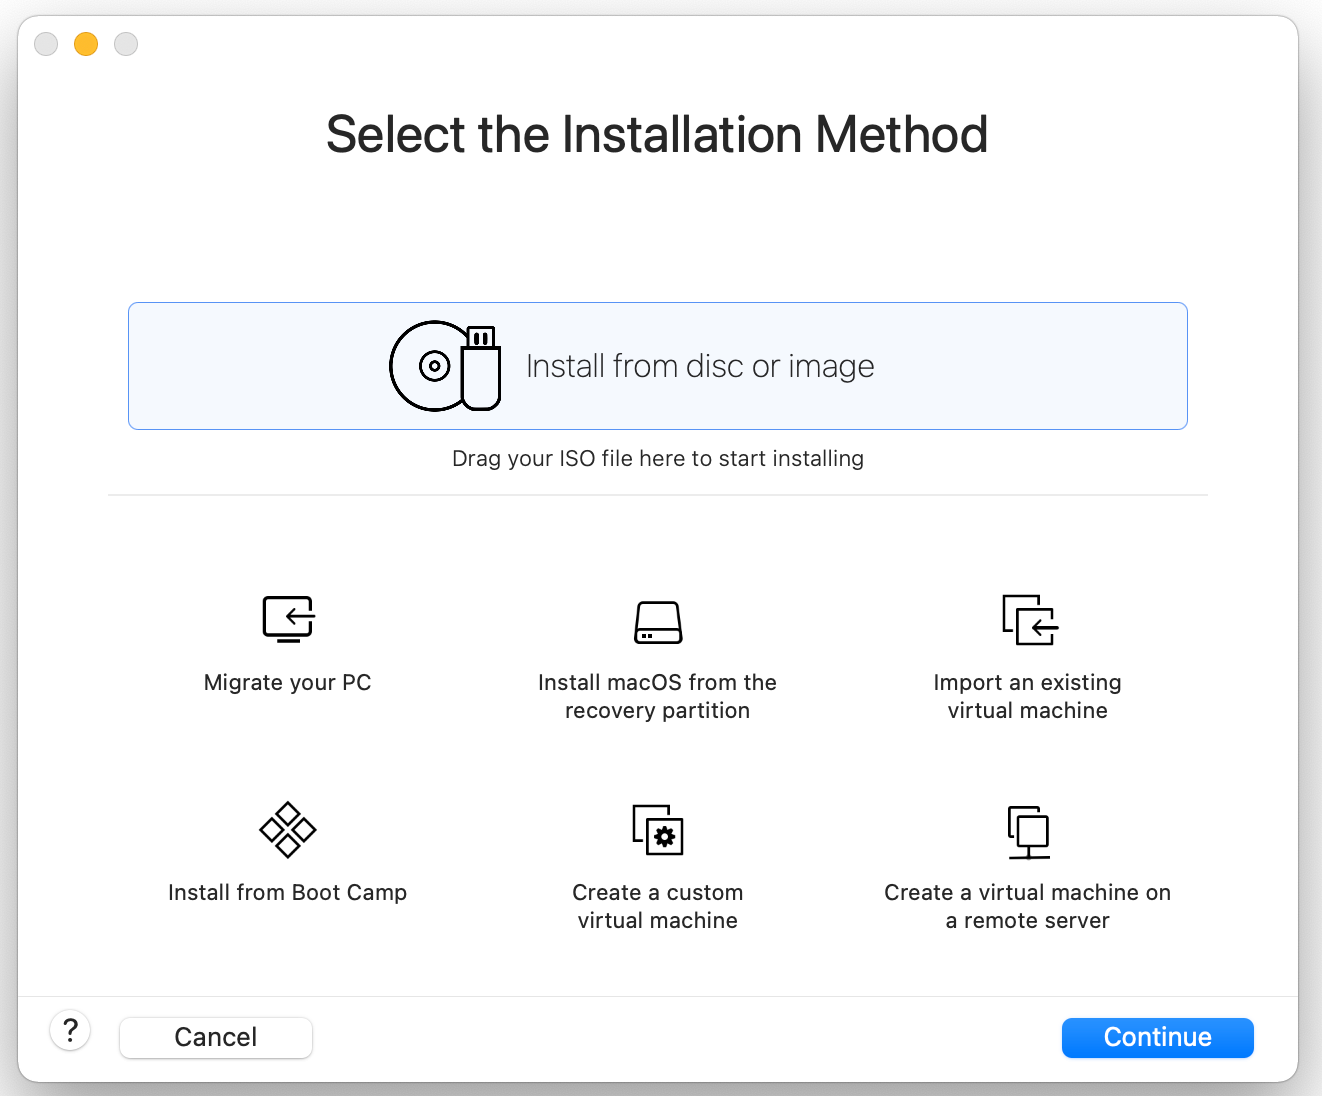 Select the Installation Method
Install from disc or image
Drag your ISO file here to start installing
Migrate your PC
Install macOS from the
recovery partition
Import an existing
virtual machine
Install from Boot Camp
Create a custom
virtual machine
Create a virtual machine on
a remote server
?
Cancel
Continue